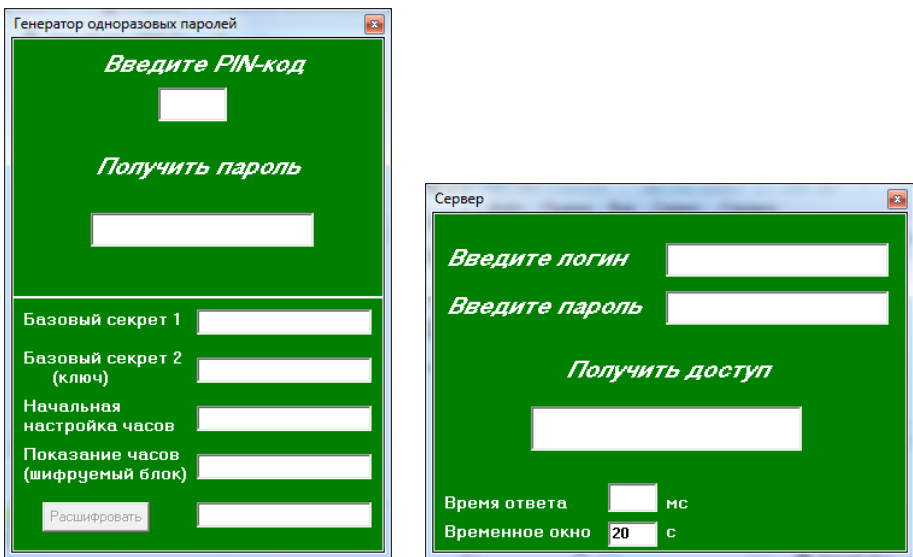 Генератор одноразовых паролей
Введите PIN-код
Получить пароль
Базовый секрет 1
Базовый секрет 2
(ключ)
Начальная
настройка часов
Показание часов
(шифруемый блок)
Расшифровать
Сервер
Введите логин
Введите пароль
Получить доступ
Время ответа мс
Временное окно 20 с